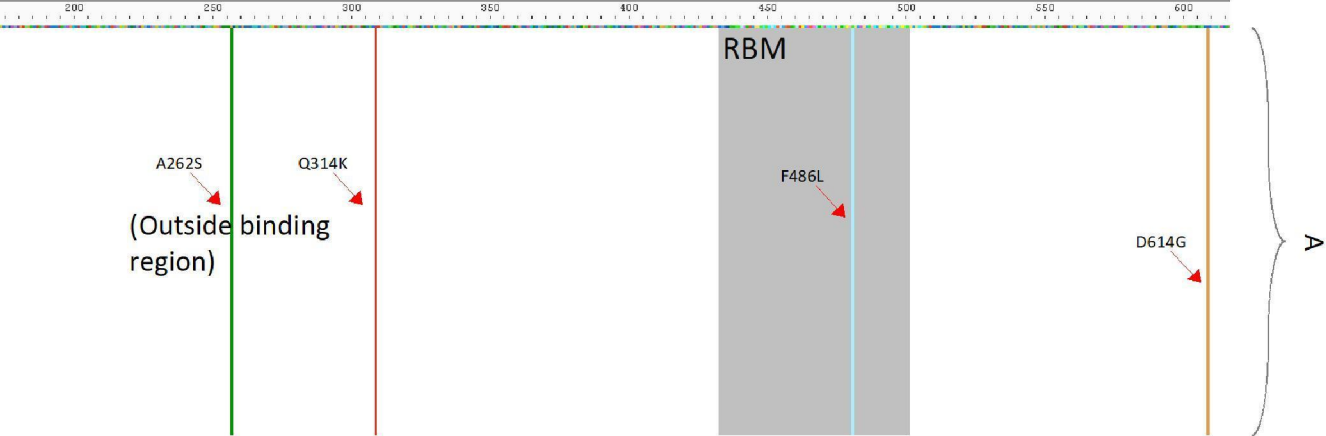 200 250 300 350 400 450 500 550 600
RBM
A262S Q314K
F486L
(Outside binding
region)
D614G
A